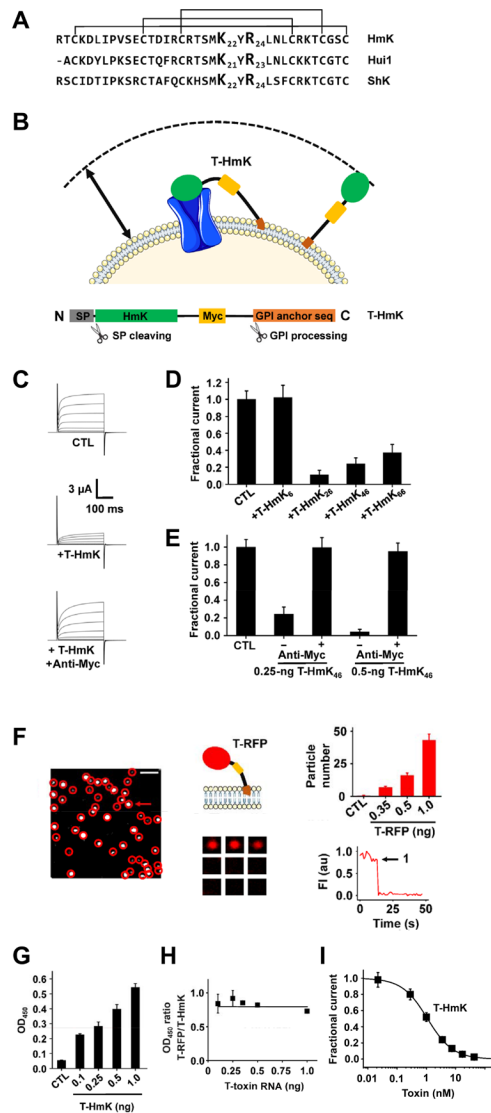 A
RTCKDLIPVSECTDIRCRTSMK22YR24LNLCRKTCGSC HmK
-ACKDYLPKSECTQFRCRTSMK21YR23LNLCKKTCGTC Hui1
RSCIDTIPKSRCTAFQCKHSMK22YR24LSFCRKTCGTC ShK
B
T-HmK
N SP HmK Myc GPI anchor seq C T-HmK
SP cleaving GPI processing
C
CTL
3 µA
100 ms
+T-HmK
+ T-HmK
+Anti-Myc
D
Fractional current
1.2
1.0
0.8
0.6
0.4
0.2
0
CTL +T-HmK6 +T-HmK26 +T-HmK46 +T-HmK66
E
Fractional current
1.0
0.8
0.6
0.4
0.2
0.0
CTL – + – +
Anti-Myc Anti-Myc
0.25-ng T-HmK46 0.5-ng T-HmK46
F
T-RFP
Particle
number
50
25
0
CTL 0.35 0.5 1.0
T-RFP (ng)
FI (au)
1
0
1
0 25 50
Time (s)
G
OD450
0.6
0.5
0.4
0.3
0.2
0.1
0.0
CTL 0.1 0.25 0.5 1.0
T-HmK (ng)
H
OD450 ratio
T-RFP/T-HmK
1.2
1.0
0.8
0.6
0.4
0.2
0
0.25 0.5 0.75 1.0
T-toxin RNA (ng)
I
Fractional current
1.0
0.8
0.6
0.4
0.2
0.0
T-HmK
0.01 0.1 1 10
Toxin (nM)